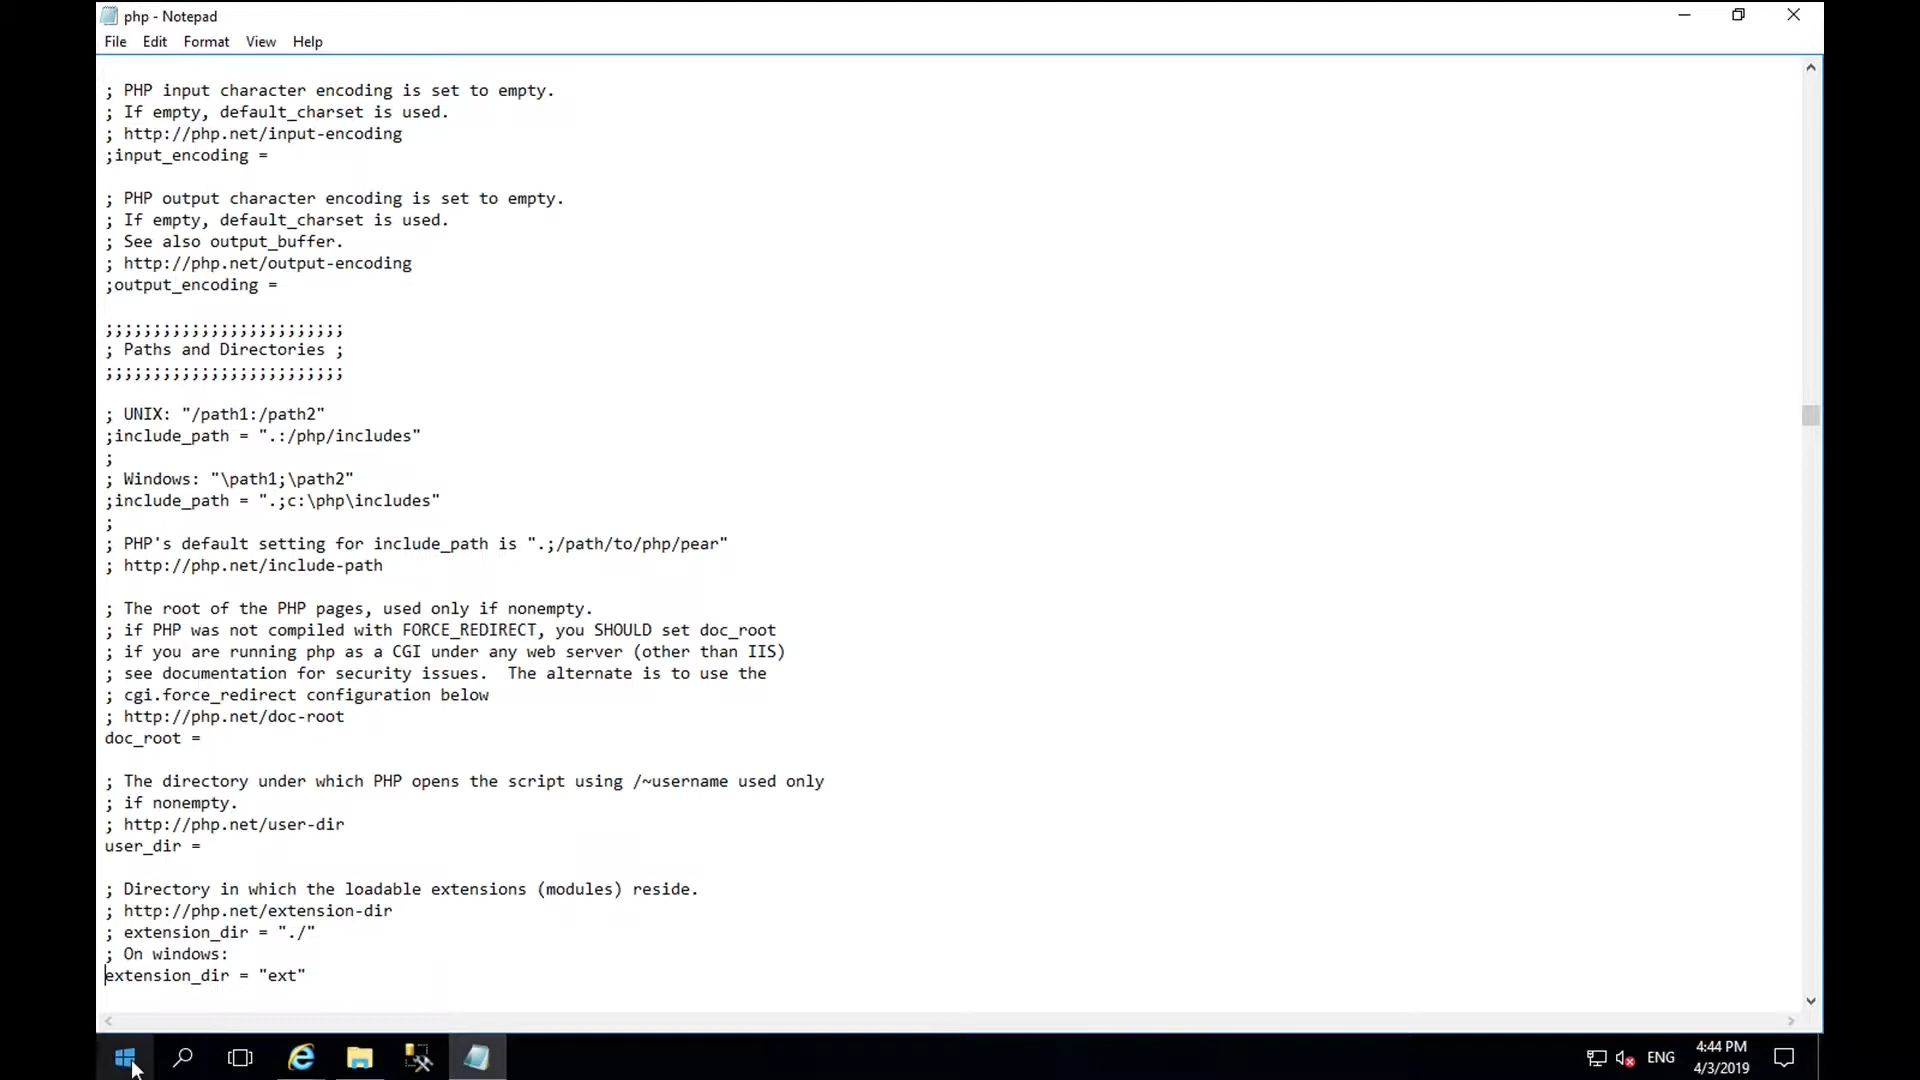 php - Notepad
File Edit Format View Help
; PHP input character encoding is set to empty.
; If empty, default_charset is used.
; http://php.net/input-encoding
;input_encoding =
; PHP output character encoding is set to empty.
; If empty, default_charset is used.
; See also output_buffer.
; http://php.net/output-encoding
;output_encoding =
;;;;;;;;;;;;;;;;;;;;;;;;;
; Paths and Directories ;
;;;;;;;;;;;;;;;;;;;;;;;;;
; UNIX: "/path1:/path2"
;include_path = ".:/php/includes"
;
; Windows: "\path1;\path2"
;include_path = ".;c:\php\includes"
;
; PHP's default setting for include_path is ".;/path/to/php/pear"
; http://php.net/include-path
; The root of the PHP pages, used only if nonempty.
; if PHP was not compiled with FORCE_REDIRECT, you SHOULD set doc_root
; if you are running php as a CGI under any web server (other than IIS)
; see documentation for security issues.  The alternate is to use the
; cgi.force_redirect configuration below
; http://php.net/doc-root
doc_root =
; The directory under which PHP opens the script using /~username used only
; if nonempty.
; http://php.net/user-dir
user_dir =
; Directory in which the loadable extensions (modules) reside.
; http://php.net/extension-dir
; extension_dir = "./"
; On windows:
extension_dir = "ext"
ENG
4:44 PM
4/3/2019